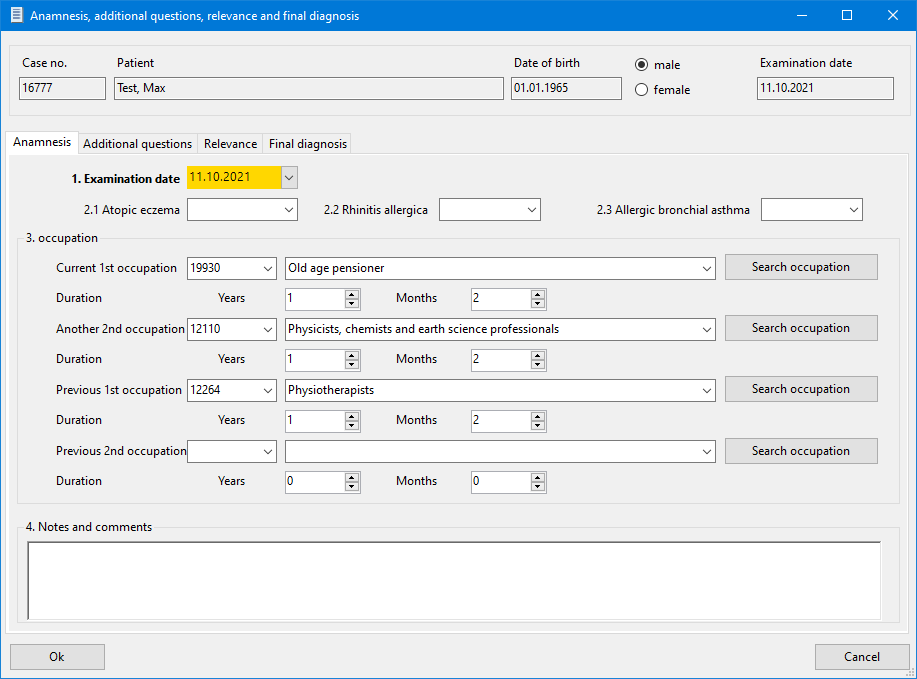 Anamnesis, additional questions, relevance and final diagnosis
Case no. Patient Date of birth male Examination date
16777 Test, Max 01.01.1965 female 11.10.2021
Anamnesis Additional questions Relevance Final diagnosis
1. Examination date 11.10.2021
2.1 Atopic eczema 2.2 Rhinitis allergica 2.3 Allergic bronchial asthma
3. occupation
Current 1st occupation 19930 Old age pensioner Search occupation
Duration Years 1 Months 2
Another 2nd occupation 12110 Physicists, chemists and earth science professionals Search occupation
Duration Years 1 Months 2
Previous 1st occupation 12264 Physiotherapists Search occupation
Duration Years 1 Months 2
Previous 2nd occupation Search occupation
Duration Years 0 Months 0
4. Notes and comments
Ok Cancel